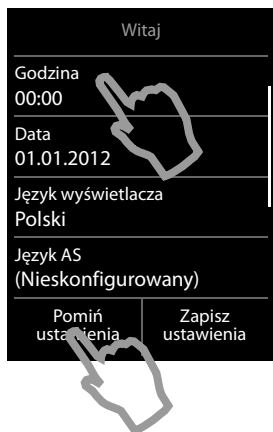 Witaj
Godzina
00:00
Data
01.01.2012
Język wyświetlacza
Polski
Język AS
(Nieskonfigurowany)
Pomiń
ustawienia
Zapisz
ustawienia